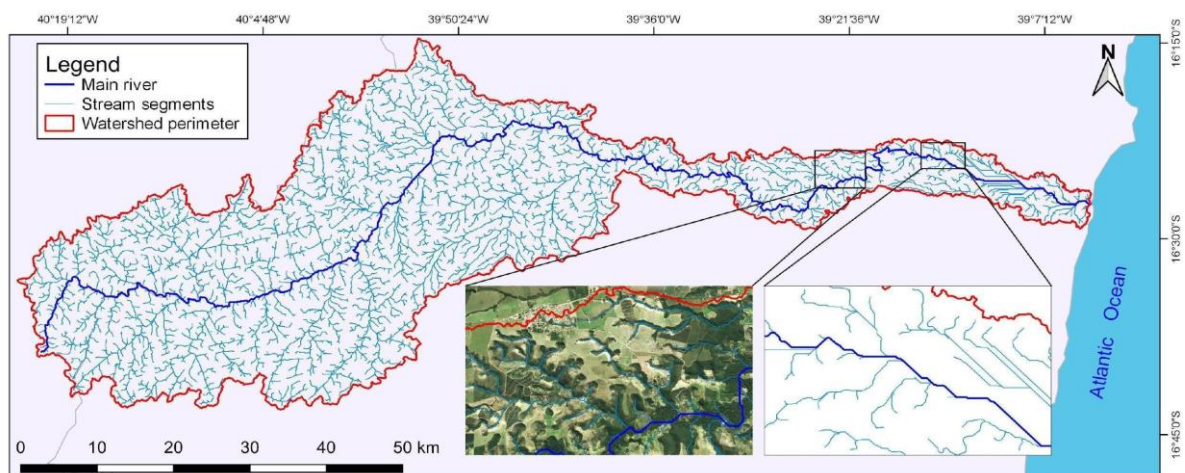 40°19'12"W 40°4'48"W 39°50'24"W 39°36'0"W 39°21'36"W 39°7'12"W
16°15'0"S
Legend
Main river
Stream segments
Watershed perimeter
N
16°30'0"S
Atlantic Ocean
16°45'0"S
0 10 20 30 40 50 km